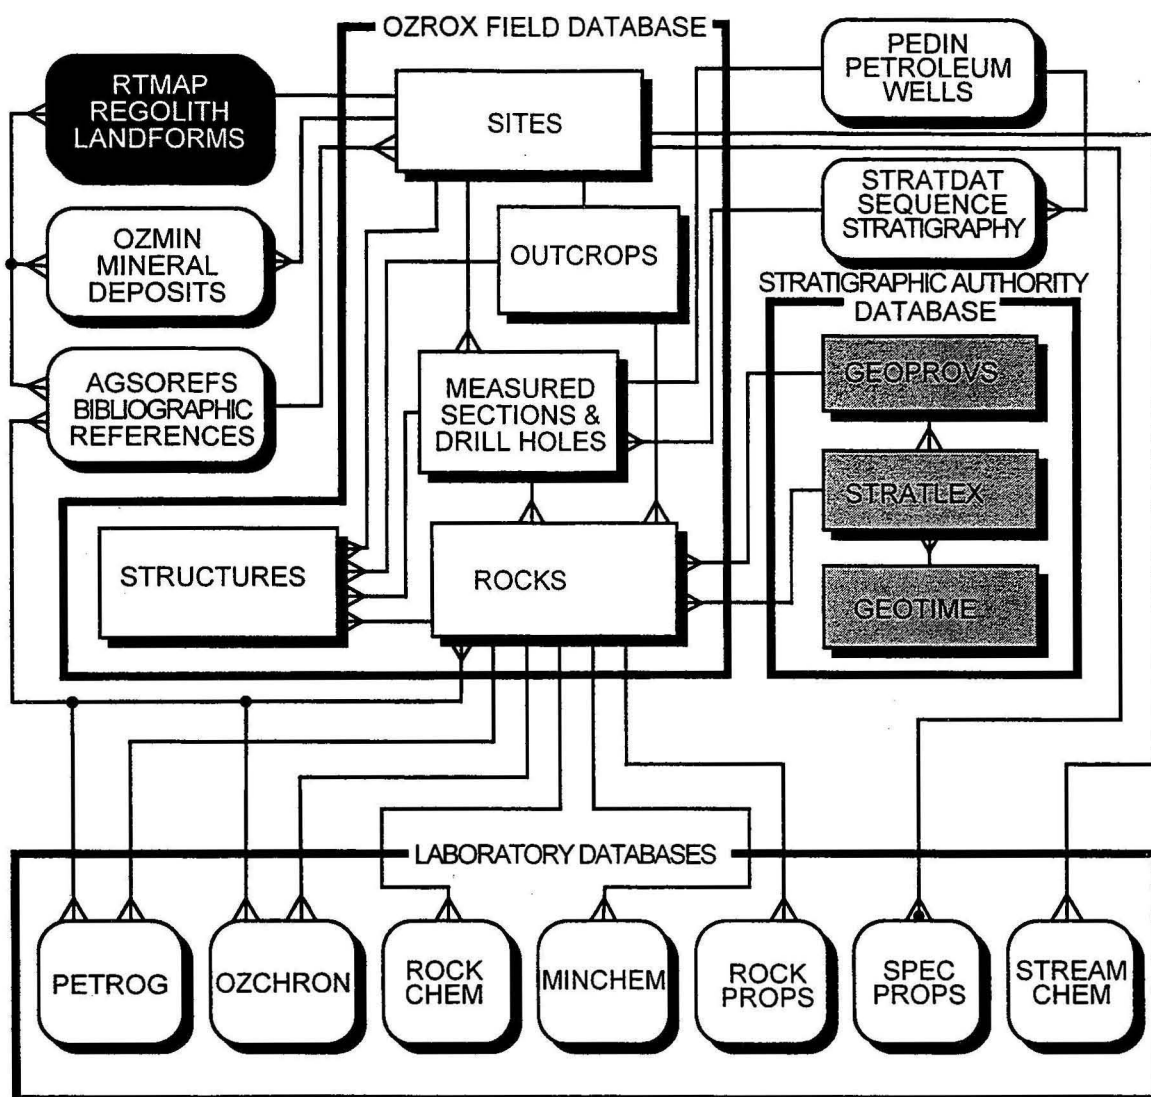 OZROX FIELD DATABASE
RTMAP
REGOLITH
LANDFORMS
SITES
PEDIN
PETROLEUM
WELLS
OZMIN
MINERAL
DEPOSITS
OUTCROPS
STRATDAT
SEQUENCE
STRATIGRAPHY
STRATIGRAPHIC AUTHORITY
DATABASE
AGSOREFS
BIBLIOGRAPHIC
REFERENCES
MEASURED
SECTIONS &
DRILL HOLES
GEOPROVS
STRATLEX
GEOTIME
STRUCTURES
ROCKS
LABORATORY DATABASES
PETROG
OZCHRON
ROCK
CHEM
MINCHEM
ROCK
PROPS
SPEC
PROPS
STREAM
CHEM